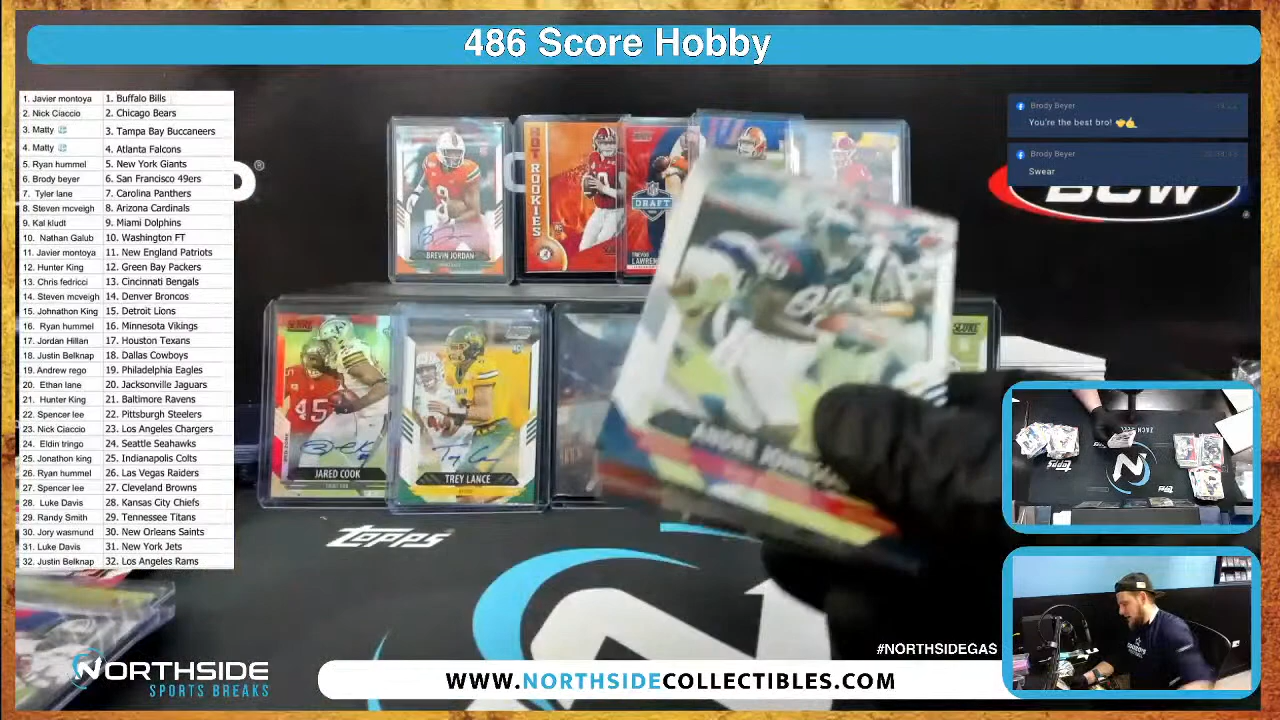 486 Score Hobby
1. Javier montoya 1. Buffalo Bills
2. Nick Ciaccio 2. Chicago Bears
3. Matty 3. Tampa Bay Buccaneers
4. Matty 4. Atlanta Falcons
5. Ryan hummel 5. New York Giants
6. Brody beyer 6. San Francisco 49ers
7. Tyler lane 7. Carolina Panthers
8. Steven mcveigh 8. Arizona Cardinals
9. Kal kludt 9. Miami Dolphins
10. Nathan Galub 10. Washington FT
11. Javier montoya 11. New England Patriots
12. Hunter King 12. Green Bay Packers
13. Chris fedricci 13. Cincinnati Bengals
14. Steven mcveigh 14. Denver Broncos
15. Johnathon King 15. Detroit Lions
16. Ryan hummel 16. Minnesota Vikings
17. Jordan Hillan 17. Houston Texans
18. Justin Belknap 18. Dallas Cowboys
19. Andrew rego 19. Philadelphia Eagles
20. Ethan lane 20. Jacksonville Jaguars
21. Hunter King 21. Baltimore Ravens
22. Spencer lee 22. Pittsburgh Steelers
23. Nick Ciaccio 23. Los Angeles Chargers
24. Eldin tringo 24. Seattle Seahawks
25. Jonathon king 25. Indianapolis Colts
26. Ryan hummel 26. Las Vegas Raiders
27. Spencer lee 27. Cleveland Browns
28. Luke Davis 28. Kansas City Chiefs
29. Randy Smith 29. Tennessee Titans
30. Jory wasmund 30. New Orleans Saints
31. Luke Davis 31. New York Jets
32. Justin Belknap 32. Los Angeles Rams
Brody Beyer
You're the best bro! 👏💪
Brody Beyer
Swear
BCW
BREVIN JORDAN
HOT ROOKIES
NFL
DRAFT
SCORE
45
JARED COOK
TREY LANCE
SCORE
topps
#NORTHSIDEGAS
NORTHSIDE
SPORTS BREAKS
WWW.NORTHSIDECOLLECTIBLES.COM